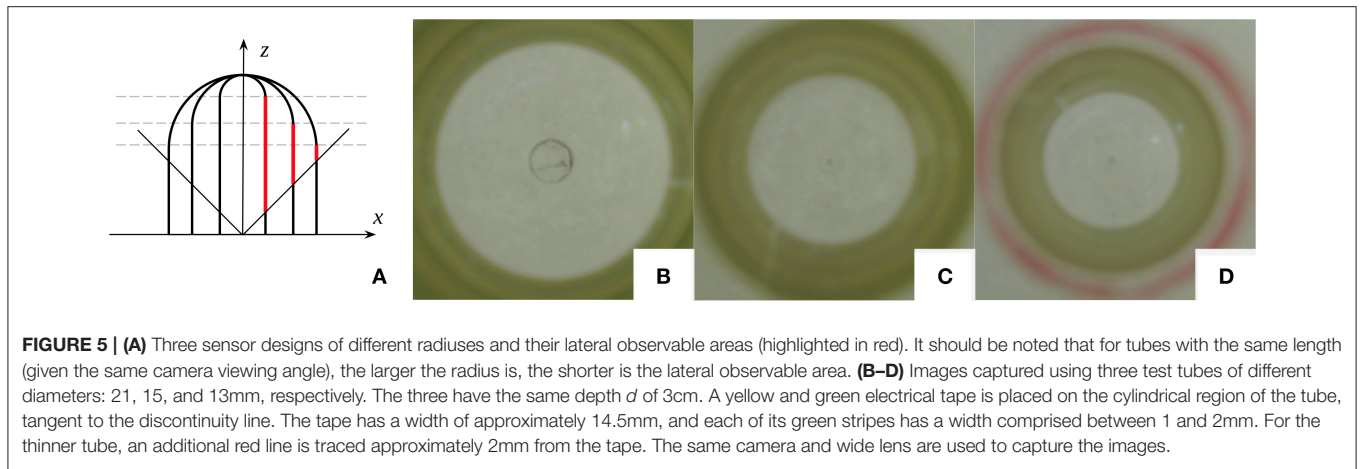 z
x
A
B
C
D
FIGURE 5 | (A) Three sensor designs of different radiuses and their lateral observable areas (highlighted in red). It should be noted that for tubes with the same length
(given the same camera viewing angle), the larger the radius is, the shorter is the lateral observable area. (B–D) Images captured using three test tubes of different
diameters: 21, 15, and 13mm, respectively. The three have the same depth d of 3cm. A yellow and green electrical tape is placed on the cylindrical region of the tube,
tangent to the discontinuity line. The tape has a width of approximately 14.5mm, and each of its green stripes has a width comprised between 1 and 2mm. For the
thinner tube, an additional red line is traced approximately 2mm from the tape. The same camera and wide lens are used to capture the images.